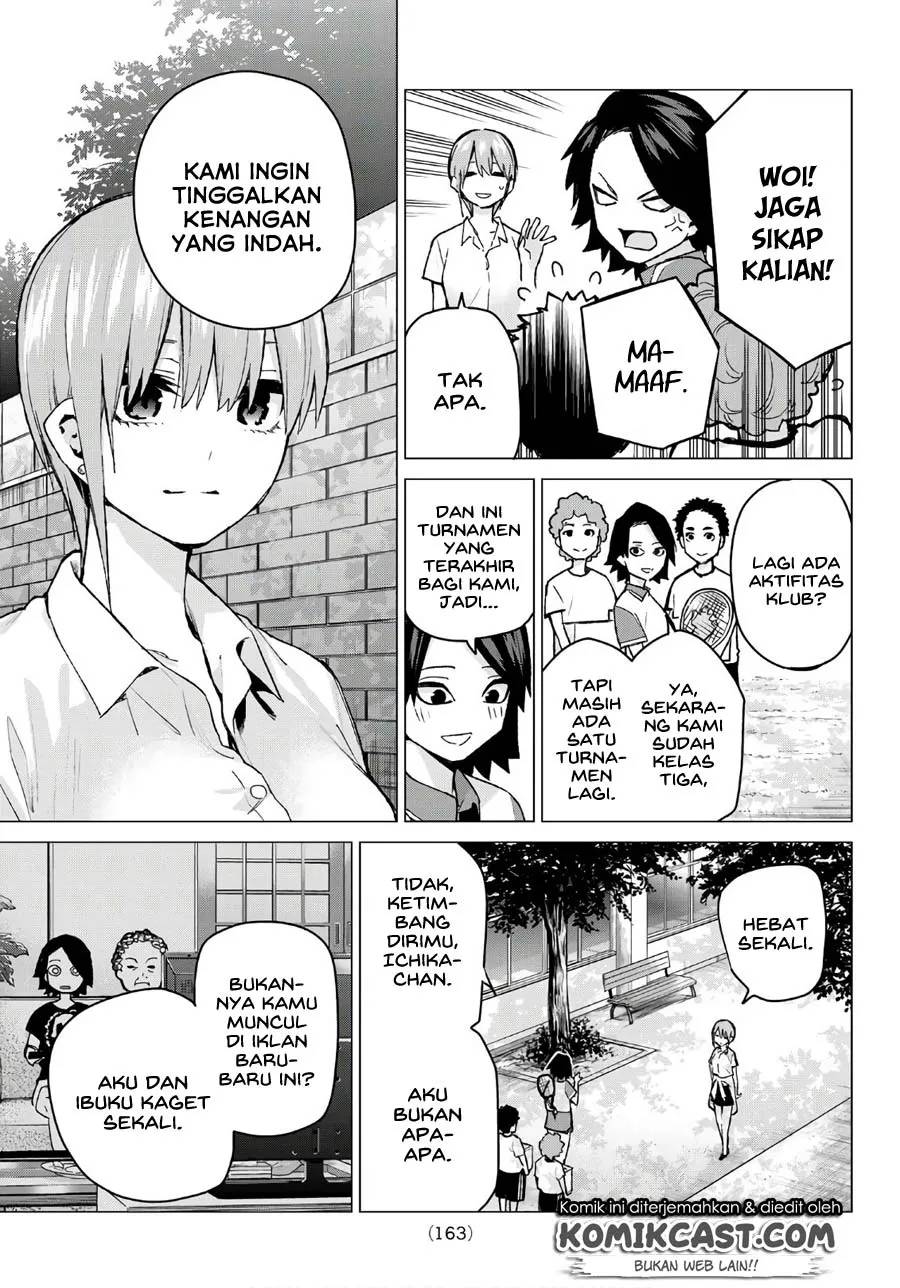 WOI!
JAGA
SIKAP
KALIAN!
MA-
MAAF.
TAK
APA.
KAMI INGIN
TINGGALKAN
KENANGAN
YANG INDAH.
LAGI ADA
AKTIFITAS
KLUB?
YA,
SEKARA-
NG KAMI
SUDAH
KELAS
TIGA,
TAPI
MASIH
ADA
SATU
TURNA-
MEN
LAGI.
DAN INI
TURNAMEN
YANG
TERAKHIR
BAGI KAMI,
JADI...
HEBAT
SEKALI.
TIDAK,
KETIM-
BANG
DIRIMU,
ICHIKA-
CHAN.
AKU
BUKAN
APA-
APA.
BUKAN-
NYA KAMU
MUNCUL
DI IKLAN
BARU-
BARU INI?
AKU DAN
IBUKU KAGET
SEKALI.
(163)
Komik ini diterjemahkan & diedit oleh
KOMIKCAST.COM
BUKAN WEB LAIN!!